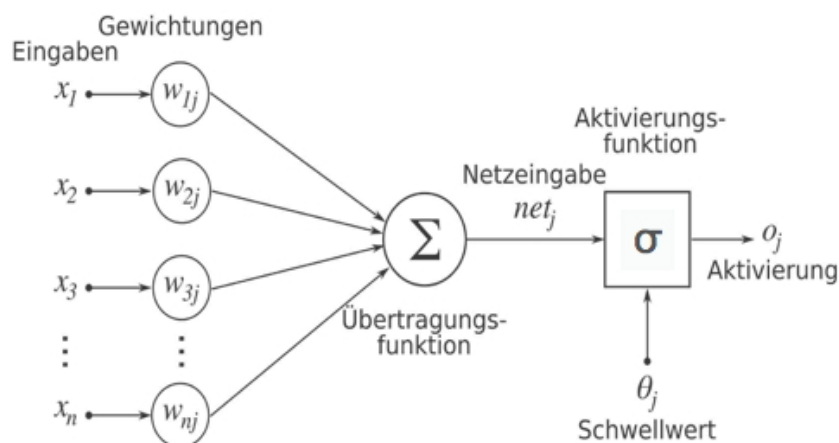 Gewichtungen
Eingaben
x₁
w₁ⱼ
x₂
w₂ⱼ
x₃
w₃ⱼ
⋮
⋮
xₙ
wₙⱼ
Σ
Übertragungs-
funktion
Netzeingabe
netⱼ
Aktivierungs-
funktion
σ
oⱼ
Aktivierung
θⱼ
Schwellwert